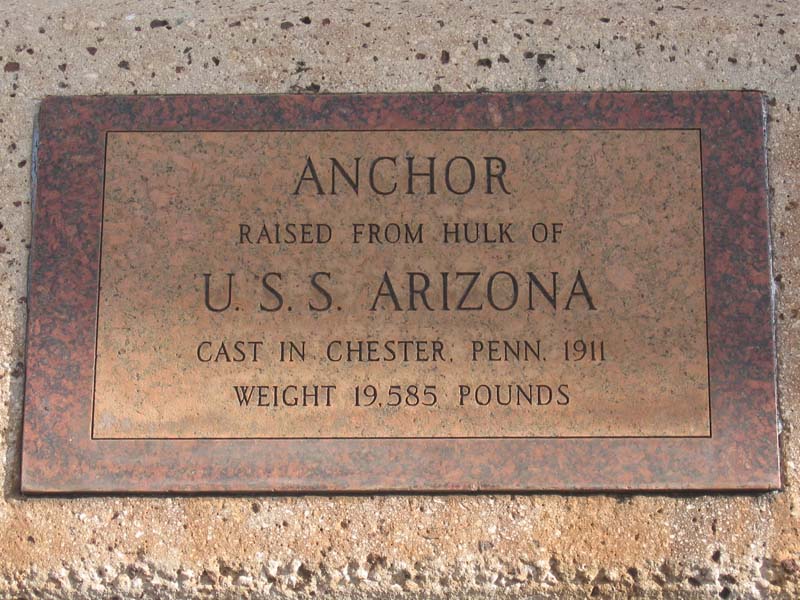 ANCHOR
RAISED FROM HULK OF
U.S.S. ARIZONA
CAST IN CHESTER, PENN. 1911
WEIGHT 19,585 POUNDS